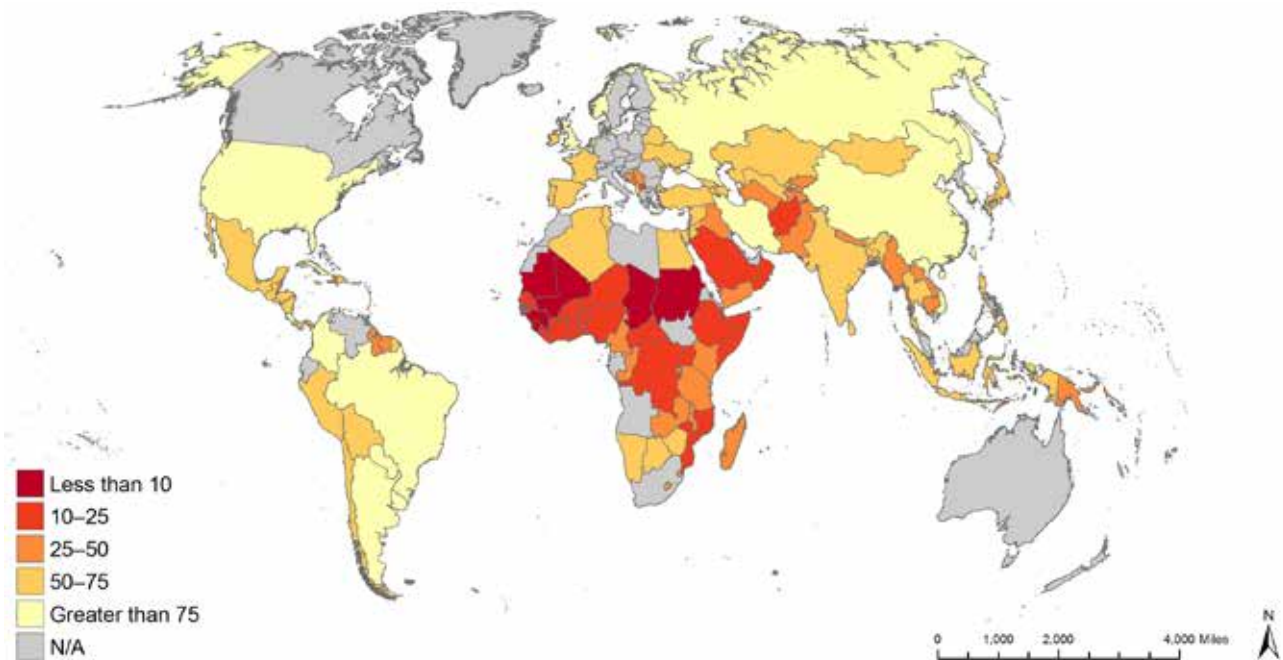 Less than 10
10–25
25–50
50–75
Greater than 75
N/A
N
0 1,000 2,000 4,000 Miles